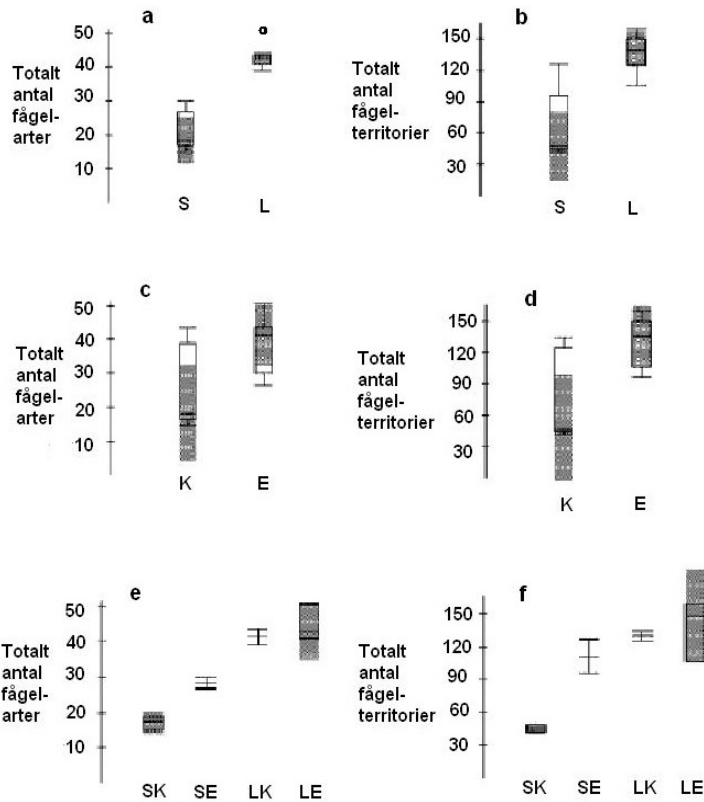 a
50
40
30
20
10
Totalt
antal
fågel-
arter
S L
b
150
120
90
60
30
Totalt
antal
fågel-
territorier
S L
c
50
40
30
20
10
Totalt
antal
fågel-
arter
K E
d
150
120
90
60
30
Totalt
antal
fågel-
territorier
K E
e
50
40
30
20
10
Totalt
antal
fågel-
arter
SK SE LK LE
f
150
120
90
60
30
Totalt
antal
fågel-
territorier
SK SE LK LE